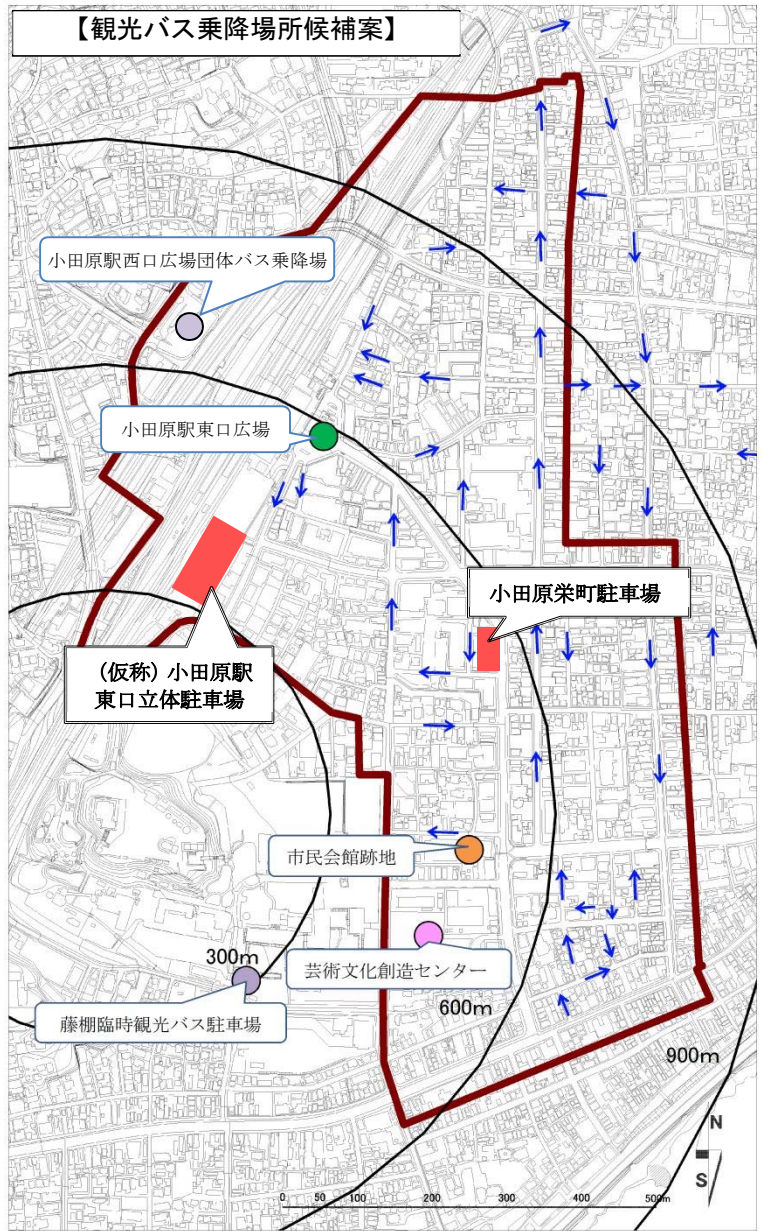 【観光バス乗降場所候補案】
小田原駅西口広場団体バス乗降場
小田原駅東口広場
小田原栄町駐車場
(仮称) 小田原駅
東口立体駐車場
市民会館跡地
300m
芸術文化創造センター
藤棚臨時観光バス駐車場
600m
900m
N
S
0 50 100 200 300 400 500m